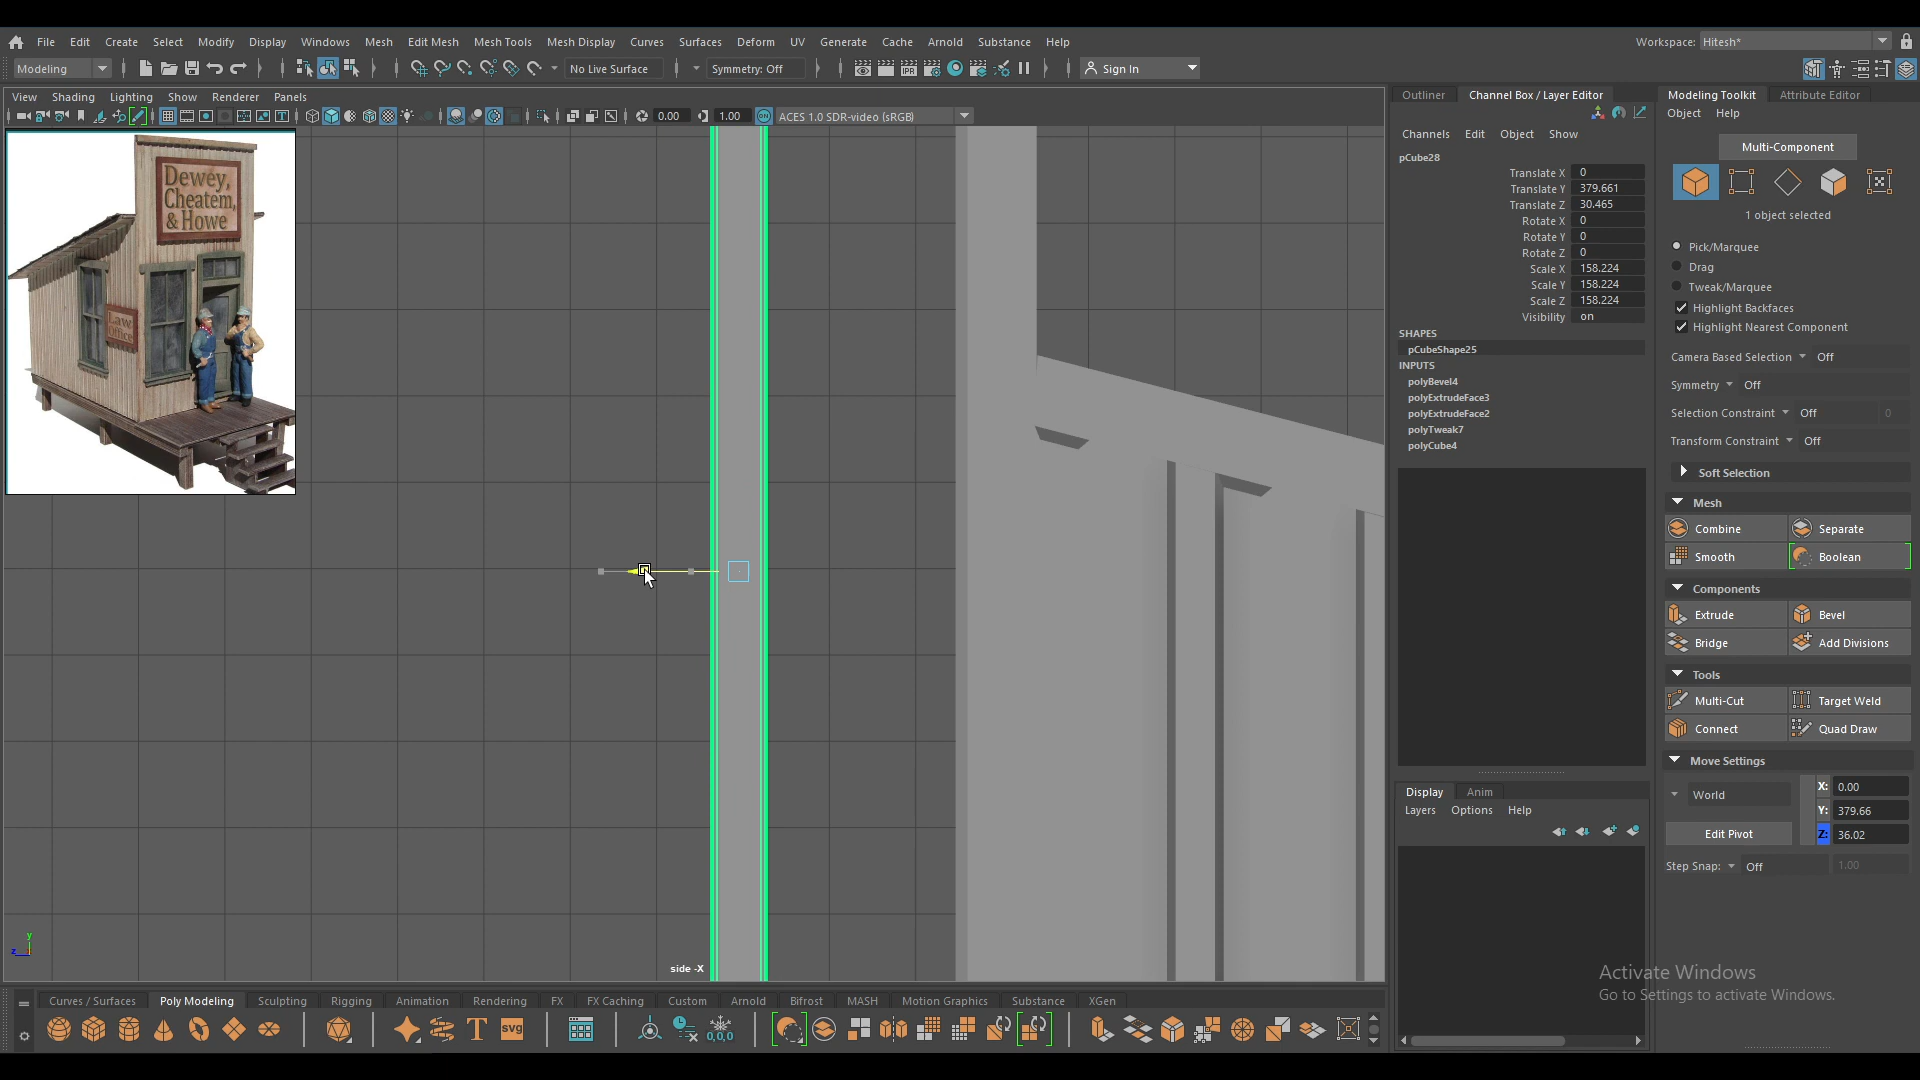 File Edit Create Select Modify Display Windows Mesh Edit Mesh Mesh Tools Mesh Display Curves Surfaces Deform UV Generate Cache Arnold Substance Help Workspace: Hitesh*
Modeling No Live Surface Symmetry: Off Sign In
View Shading Lighting Show Renderer Panels
0.00 1.00 ACES 1.0 SDR-video (sRGB)
Dewey,
Cheatem,
& Howe
Law
Office
side -X
Outliner Channel Box / Layer Editor
Channels Edit Object Show
pCube28
Translate X 0
Translate Y 379.661
Translate Z 30.465
Rotate X 0
Rotate Y 0
Rotate Z 0
Scale X 158.224
Scale Y 158.224
Scale Z 158.224
Visibility on
SHAPES
pCubeShape25
INPUTS
polyBevel4
polyExtrudeFace3
polyExtrudeFace2
polyTweak7
polyCube4
Display Anim
Layers Options Help
Modeling Toolkit Attribute Editor
Object Help
Multi-Component
1 object selected
Pick/Marquee
Drag
Tweak/Marquee
Highlight Backfaces
Highlight Nearest Component
Camera Based Selection Off
Symmetry Off
Selection Constraint Off 0
Transform Constraint Off
Soft Selection
Mesh
Combine Separate
Smooth Boolean
Components
Extrude Bevel
Bridge Add Divisions
Tools
Multi-Cut Target Weld
Connect Quad Draw
Move Settings
World X: 0.00
Y: 379.66
Edit Pivot Z: 36.02
Step Snap: Off 1.00
Activate Windows
Go to Settings to activate Windows.
Curves / Surfaces Poly Modeling Sculpting Rigging Animation Rendering FX FX Caching Custom Arnold Bifrost MASH Motion Graphics Substance XGen
T svg 0,0,0
y
z